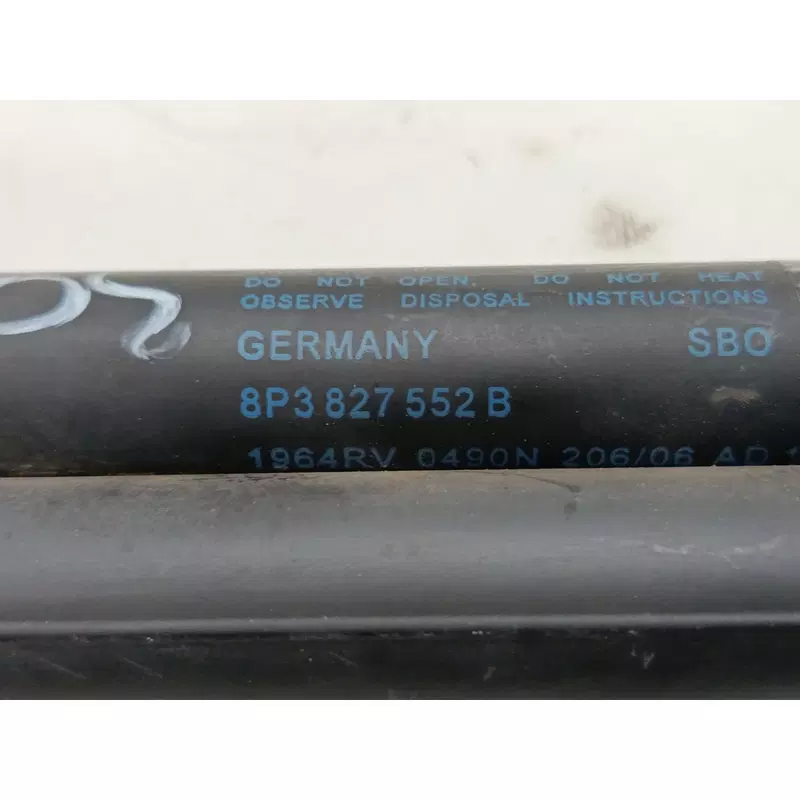 DO NOT OPEN. DO NOT HEAT
OBSERVE DISPOSAL INSTRUCTIONS
GERMANY SBO
8P3 827 552 B
1964RV 0490N 206/06 AD